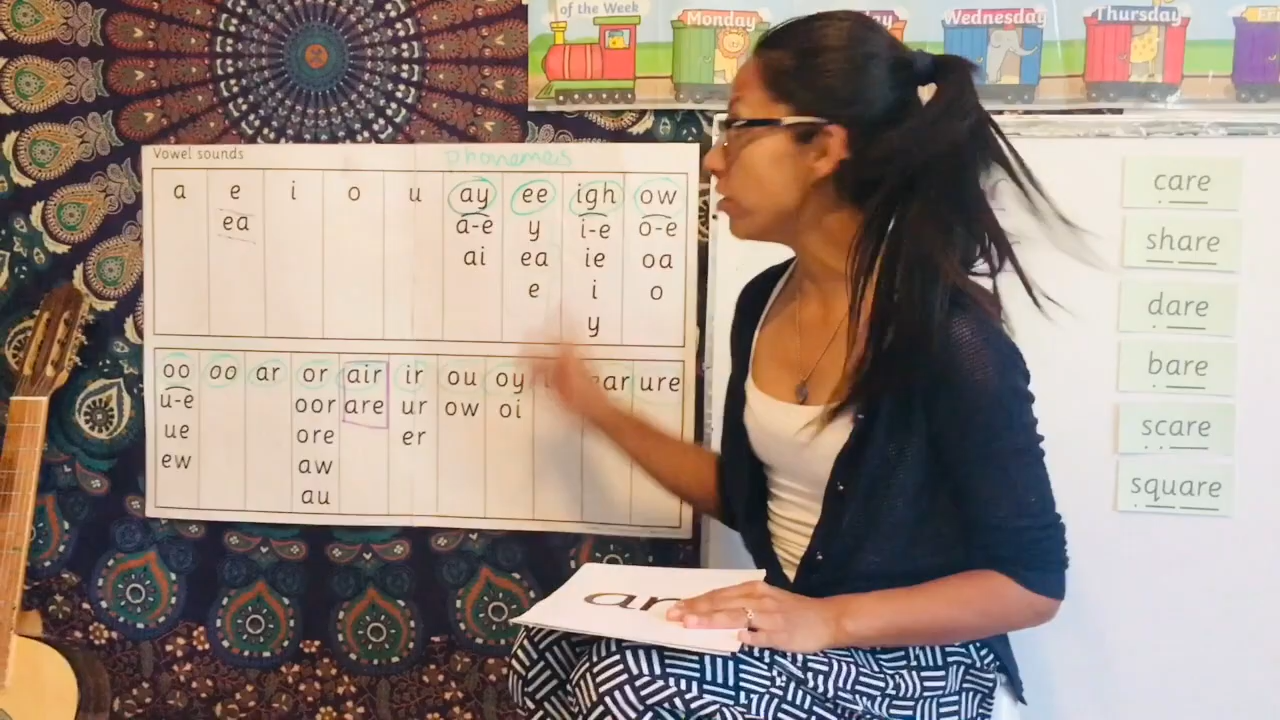 of the Week
Monday
Wednesday
Thursday
Vowel sounds
phonemes
a e i o u ay ee igh ow
ea a-e y i-e o-e
ai ea ie oa
e i o
y
oo oo ar or air ir ou oy ure
u-e oor are ur ow oi
ue ore er
ew aw
au
care
share
dare
bare
scare
square